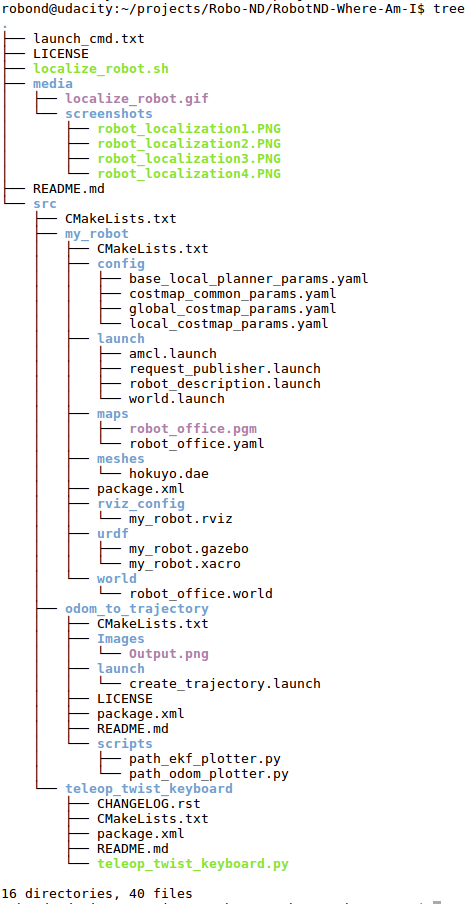 robond@udacity:~/projects/Robo-ND/RobotND-Where-Am-I$ tree
.
├── launch_cmd.txt
├── LICENSE
├── localize_robot.sh
├── media
│   ├── localize_robot.gif
│   └── screenshots
│       ├── robot_localization1.PNG
│       ├── robot_localization2.PNG
│       ├── robot_localization3.PNG
│       └── robot_localization4.PNG
├── README.md
└── src
    ├── CMakeLists.txt
    ├── my_robot
    │   ├── CMakeLists.txt
    │   ├── config
    │   │   ├── base_local_planner_params.yaml
    │   │   ├── costmap_common_params.yaml
    │   │   ├── global_costmap_params.yaml
    │   │   └── local_costmap_params.yaml
    │   ├── launch
    │   │   ├── amcl.launch
    │   │   ├── request_publisher.launch
    │   │   ├── robot_description.launch
    │   │   └── world.launch
    │   ├── maps
    │   │   ├── robot_office.pgm
    │   │   └── robot_office.yaml
    │   ├── meshes
    │   │   └── hokuyo.dae
    │   ├── package.xml
    │   ├── rviz_config
    │   │   └── my_robot.rviz
    │   ├── urdf
    │   │   ├── my_robot.gazebo
    │   │   └── my_robot.xacro
    │   └── world
    │       └── robot_office.world
    ├── odom_to_trajectory
    │   ├── CMakeLists.txt
    │   ├── Images
    │   │   └── Output.png
    │   ├── launch
    │   │   └── create_trajectory.launch
    │   ├── LICENSE
    │   ├── package.xml
    │   ├── README.md
    │   └── scripts
    │       ├── path_ekf_plotter.py
    │       └── path_odom_plotter.py
    └── teleop_twist_keyboard
        ├── CHANGELOG.rst
        ├── CMakeLists.txt
        ├── package.xml
        ├── README.md
        └── teleop_twist_keyboard.py

16 directories, 40 files